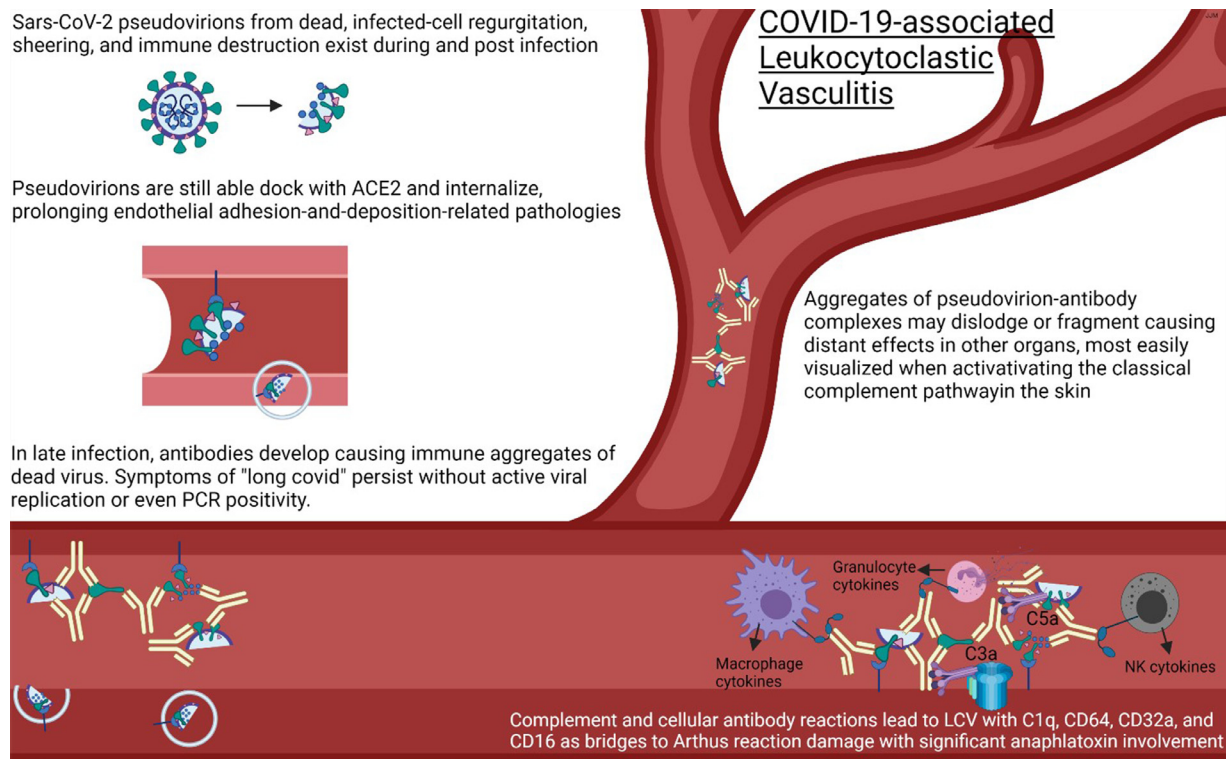 Sars-CoV-2 pseudovirions from dead, infected-cell regurgitation,
sheering, and immune destruction exist during and post infection
COVID-19-associated
Leukocytoclastic
Vasculitis
JJM
Pseudovirions are still able dock with ACE2 and internalize,
prolonging endothelial adhesion-and-deposition-related pathologies
Aggregates of pseudovirion-antibody
complexes may dislodge or fragment causing
distant effects in other organs, most easily
visualized when activativating the classical
complement pathwayin the skin
In late infection, antibodies develop causing immune aggregates of
dead virus. Symptoms of "long covid" persist without active viral
replication or even PCR positivity.
Granulocyte
cytokines
C5a
C3a
Macrophage
cytokines
NK cytokines
Complement and cellular antibody reactions lead to LCV with C1q, CD64, CD32a, and
CD16 as bridges to Arthus reaction damage with significant anaphlatoxin involvement